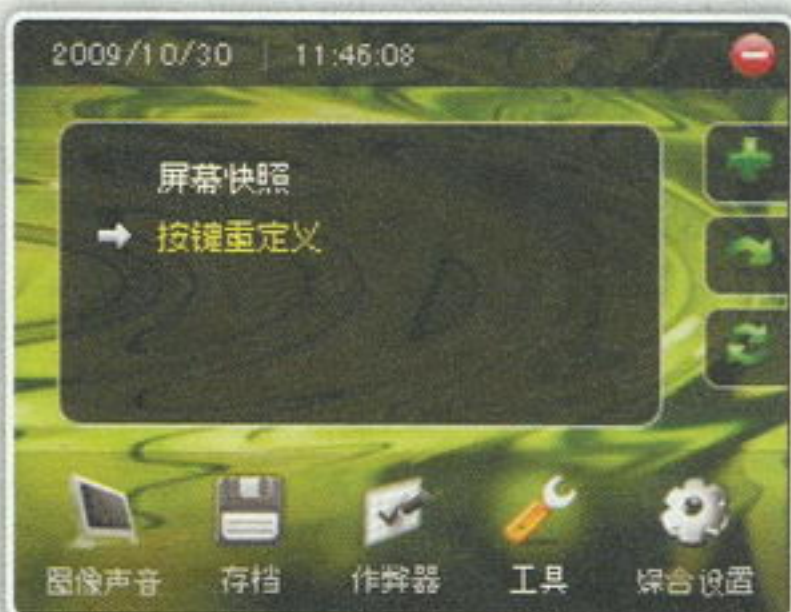 2009/10/30 | 11:46:08
屏幕快照
按键重定义
图像声音 存档 作弊器 工具 综合设置